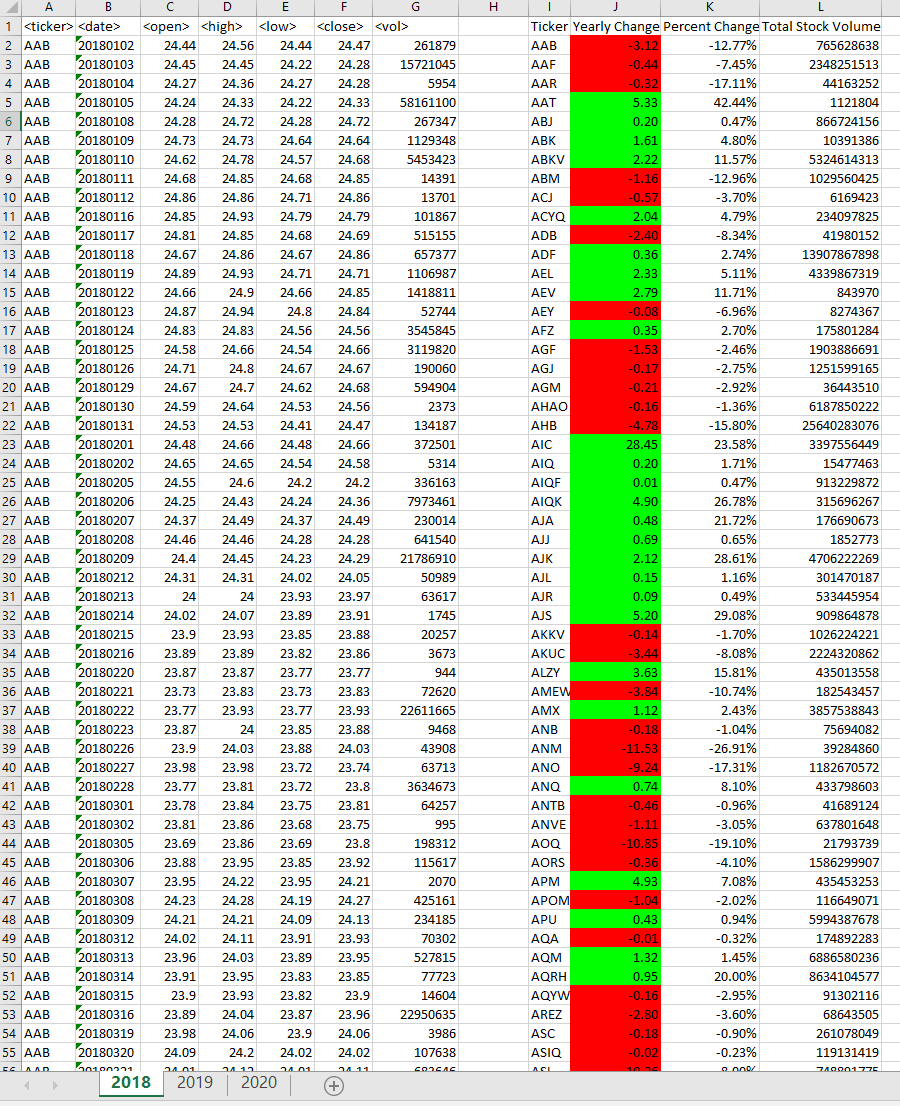 A B C D E F G H I J K L
1 <ticker> <date> <open> <high> <low> <close> <vol> Ticker Yearly Change Percent Change Total Stock Volume
2 AAB 20180102 24.44 24.56 24.44 24.47 261879 AAB -3.12 -12.77% 765628638
3 AAB 20180103 24.45 24.45 24.22 24.28 15721045 AAF -0.44 -7.45% 2348251513
4 AAB 20180104 24.27 24.36 24.27 24.28 5954 AAR -0.32 -17.11% 44163252
5 AAB 20180105 24.24 24.33 24.22 24.33 58161100 AAT 5.33 42.44% 1121804
6 AAB 20180108 24.28 24.72 24.28 24.72 267347 ABJ 0.20 0.47% 866724156
7 AAB 20180109 24.73 24.73 24.64 24.64 1129348 ABK 1.61 4.80% 10391386
8 AAB 20180110 24.62 24.78 24.57 24.68 5453423 ABKV 2.22 11.57% 5324614313
9 AAB 20180111 24.68 24.85 24.68 24.85 14391 ABM -1.16 -12.96% 1029560425
10 AAB 20180112 24.86 24.86 24.71 24.86 13701 ACJ -0.57 -3.70% 6169423
11 AAB 20180116 24.85 24.93 24.79 24.79 101867 ACYQ 2.04 4.79% 234097825
12 AAB 20180117 24.81 24.85 24.68 24.69 515155 ADB -2.40 -8.34% 41980152
13 AAB 20180118 24.67 24.86 24.67 24.86 657377 ADF 0.36 2.74% 13907867898
14 AAB 20180119 24.89 24.93 24.71 24.71 1106987 AEL 2.33 5.11% 4339867319
15 AAB 20180122 24.66 24.9 24.66 24.85 1418811 AEV 2.79 11.71% 843970
16 AAB 20180123 24.87 24.94 24.8 24.84 52744 AEY -0.08 -6.96% 8274367
17 AAB 20180124 24.83 24.83 24.56 24.56 3545845 AFZ 0.35 2.70% 175801284
18 AAB 20180125 24.58 24.66 24.54 24.66 3119820 AGF -1.53 -2.46% 1903886691
19 AAB 20180126 24.71 24.8 24.67 24.67 190060 AGJ -0.17 -2.75% 1251599165
20 AAB 20180129 24.67 24.7 24.62 24.68 594904 AGM -0.21 -2.92% 36443510
21 AAB 20180130 24.59 24.64 24.53 24.56 2373 AHAO -0.16 -1.36% 6187850222
22 AAB 20180131 24.53 24.53 24.41 24.47 134187 AHB -4.78 -15.80% 25640283076
23 AAB 20180201 24.48 24.66 24.48 24.66 372501 AIC 28.45 23.58% 3397556449
24 AAB 20180202 24.65 24.65 24.54 24.58 5314 AIQ 0.20 1.71% 15477463
25 AAB 20180205 24.55 24.6 24.2 24.2 336163 AIQF 0.01 0.47% 913229872
26 AAB 20180206 24.25 24.43 24.24 24.36 7973461 AIQK 4.90 26.78% 315696267
27 AAB 20180207 24.37 24.49 24.37 24.49 230014 AJA 0.48 21.72% 176690673
28 AAB 20180208 24.46 24.46 24.28 24.28 641540 AJJ 0.69 0.65% 1852773
29 AAB 20180209 24.4 24.45 24.23 24.29 21786910 AJK 2.12 28.61% 4706222269
30 AAB 20180212 24.31 24.31 24.02 24.05 50989 AJL 0.15 1.16% 301470187
31 AAB 20180213 24 24 23.93 23.97 63617 AJR 0.09 0.49% 533445954
32 AAB 20180214 24.02 24.07 23.89 23.91 1745 AJS 5.20 29.08% 909864878
33 AAB 20180215 23.9 23.93 23.85 23.88 20257 AKKV -0.14 -1.70% 1026224221
34 AAB 20180216 23.89 23.89 23.82 23.86 3673 AKUC -3.44 -8.08% 2224320862
35 AAB 20180220 23.87 23.87 23.77 23.77 944 ALZY 3.63 15.81% 435013558
36 AAB 20180221 23.73 23.83 23.73 23.83 72620 AMEW -3.84 -10.74% 182543457
37 AAB 20180222 23.77 23.93 23.77 23.93 22611665 AMX 1.12 2.43% 3857538843
38 AAB 20180223 23.87 24 23.85 23.88 9468 ANB -0.18 -1.04% 75694082
39 AAB 20180226 23.9 24.03 23.88 24.03 43908 ANM -11.53 -26.91% 39284860
40 AAB 20180227 23.98 23.98 23.72 23.74 63713 ANO -9.24 -17.31% 1182670572
41 AAB 20180228 23.77 23.81 23.72 23.8 3634673 ANQ 0.74 8.10% 433798603
42 AAB 20180301 23.78 23.84 23.75 23.81 64257 ANTB -0.46 -0.96% 41689124
43 AAB 20180302 23.81 23.86 23.68 23.75 995 ANVE -1.11 -3.05% 637801648
44 AAB 20180305 23.69 23.86 23.69 23.8 198312 AOQ -10.85 -19.10% 21793739
45 AAB 20180306 23.88 23.95 23.85 23.92 115617 AORS -0.36 -4.10% 1586299907
46 AAB 20180307 23.95 24.22 23.95 24.21 2070 APM 4.93 7.08% 435453253
47 AAB 20180308 24.23 24.28 24.19 24.27 425161 APOM -1.04 -2.02% 116649071
48 AAB 20180309 24.21 24.21 24.09 24.13 234185 APU 0.43 0.94% 5994387678
49 AAB 20180312 24.02 24.11 23.91 23.93 70302 AQA -0.01 -0.32% 174892283
50 AAB 20180313 23.96 24.03 23.89 23.95 527815 AQM 1.32 1.45% 6886580236
51 AAB 20180314 23.91 23.95 23.83 23.85 77723 AQRH 0.95 20.00% 8634104577
52 AAB 20180315 23.9 23.93 23.82 23.9 14604 AQYW -0.16 -2.95% 91302116
53 AAB 20180316 23.89 24.04 23.87 23.96 22950635 AREZ -2.80 -3.60% 68643505
54 AAB 20180319 23.98 24.06 23.9 24.06 3986 ASC -0.18 -0.90% 261078049
55 AAB 20180320 24.09 24.2 24.02 24.02 107638 ASIQ -0.02 -0.23% 119131419
2018 2019 2020